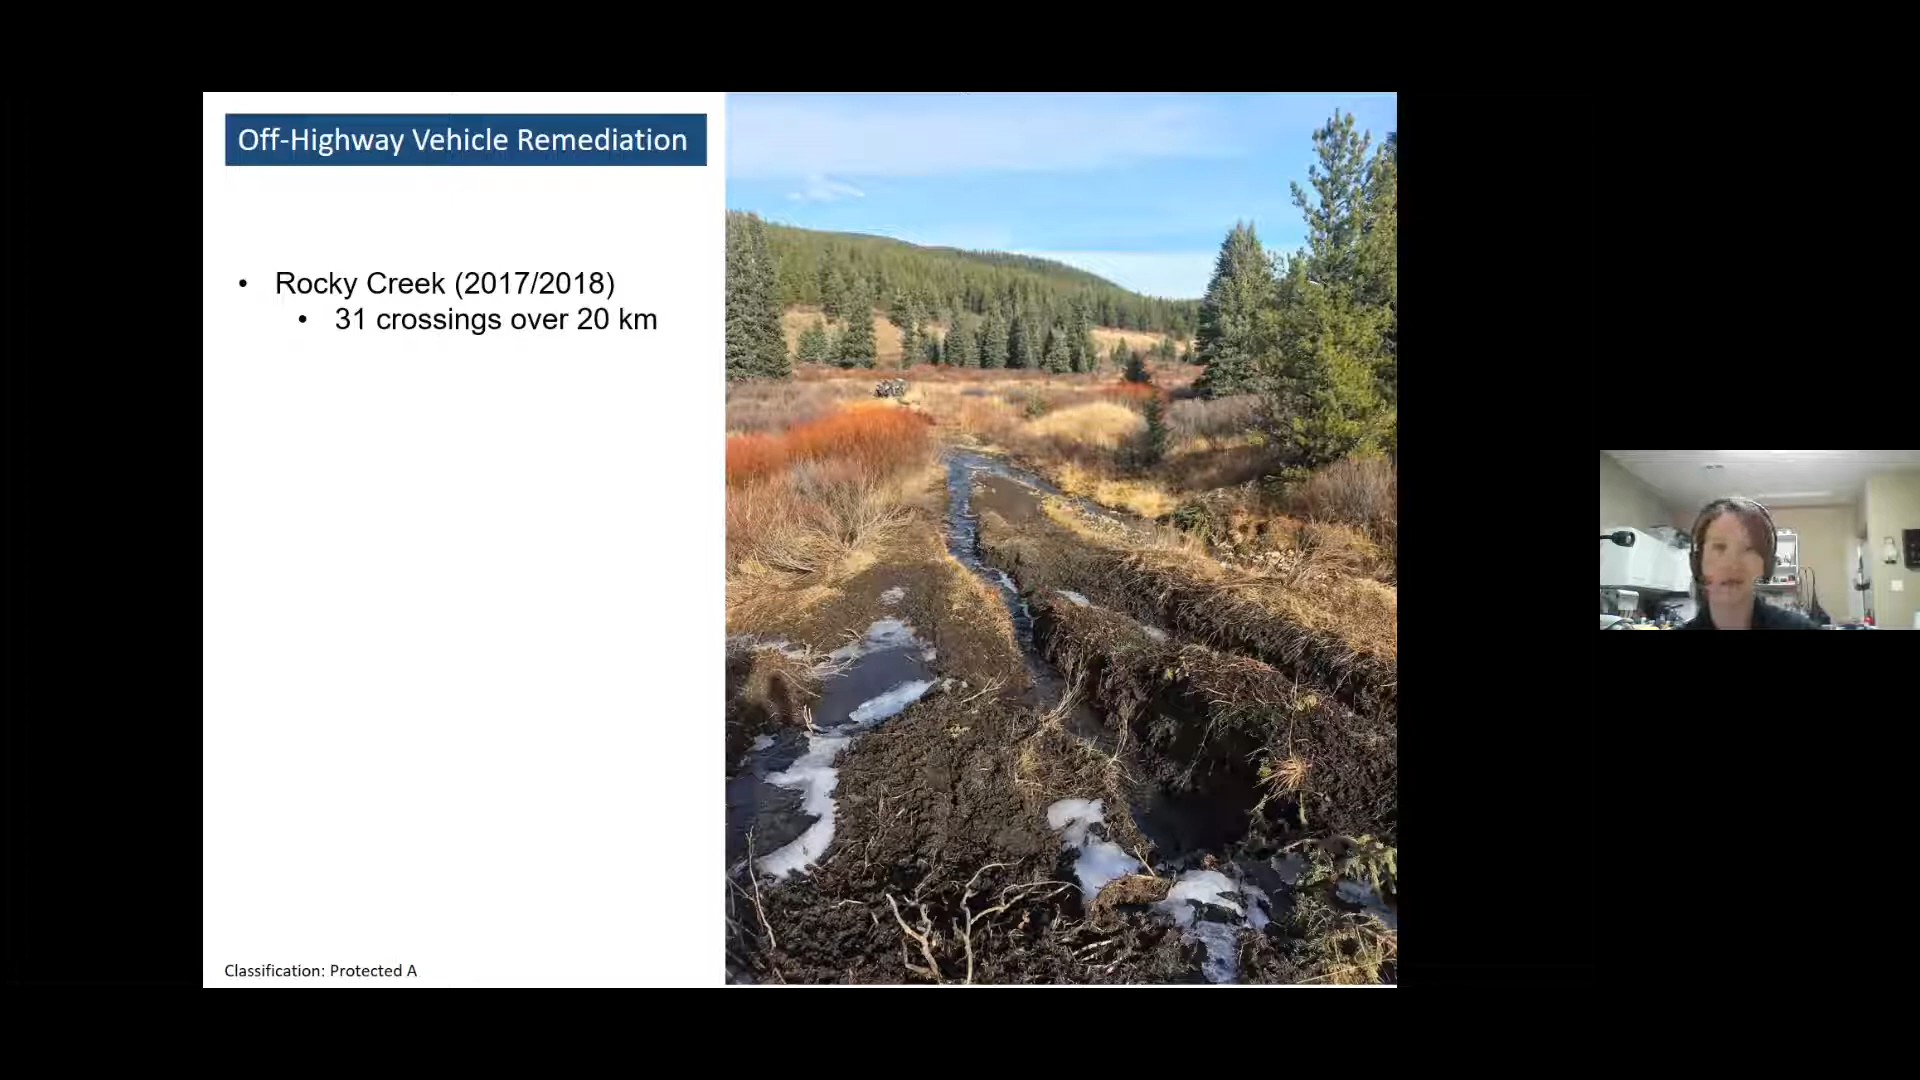 Off-Highway Vehicle Remediation
• Rocky Creek (2017/2018)
• 31 crossings over 20 km
Classification: Protected A